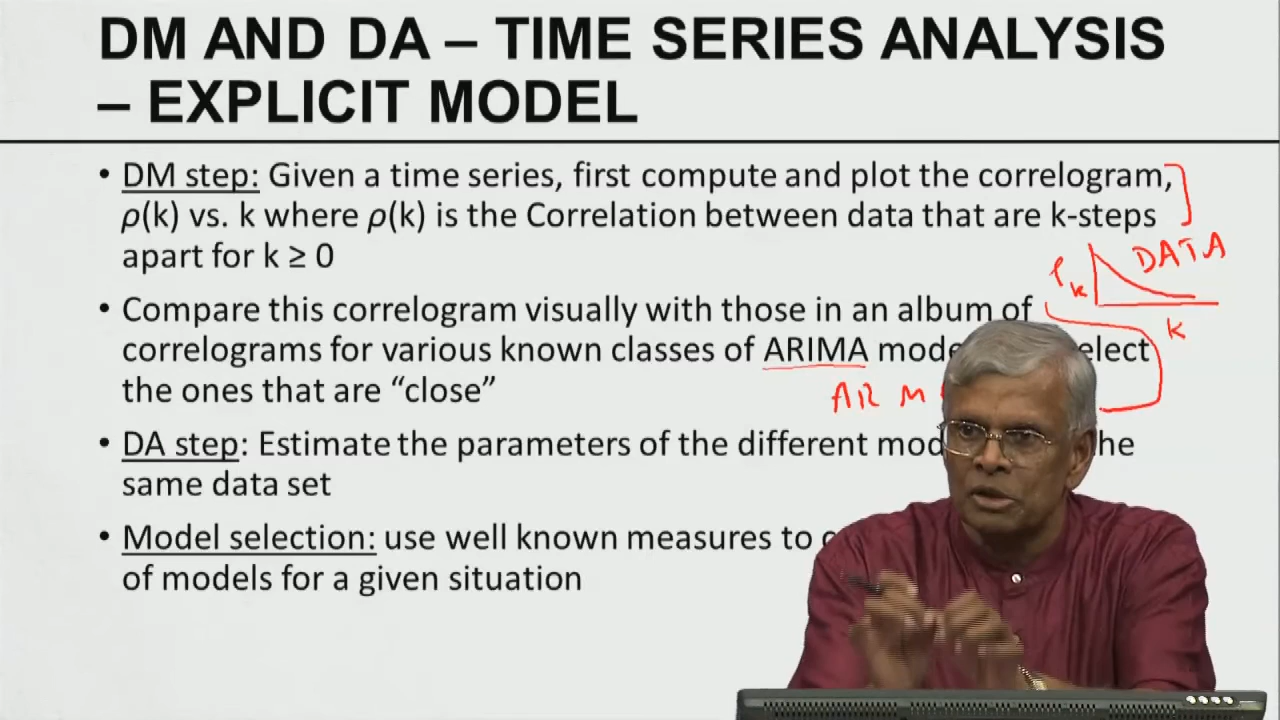 DM AND DA – TIME SERIES ANALYSIS
– EXPLICIT MODEL
• DM step: Given a time series, first compute and plot the correlogram,
ρ(k) vs. k where ρ(k) is the Correlation between data that are k-steps
apart for k ≥ 0
DATA
ρk
k
• Compare this correlogram visually with those in an album of
correlograms for various known classes of ARIMA
the ones that are “close”
AR M
• DA step: Estimate the parameters of the different
same data set
• Model selection: use well known measures to
of models for a given situation